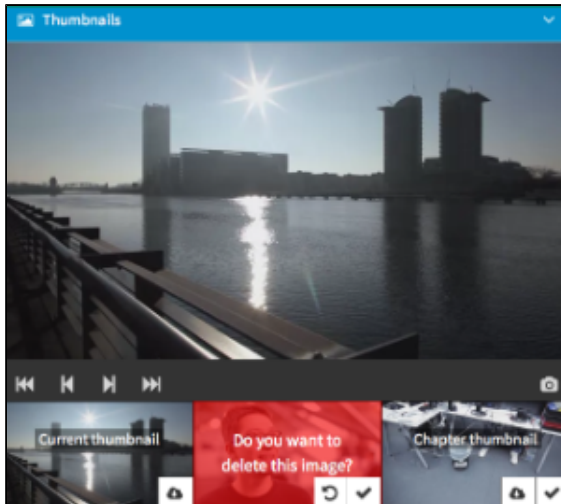 Thumbnails
Current thumbnail
Do you want to
delete this image?
Chapter thumbnail